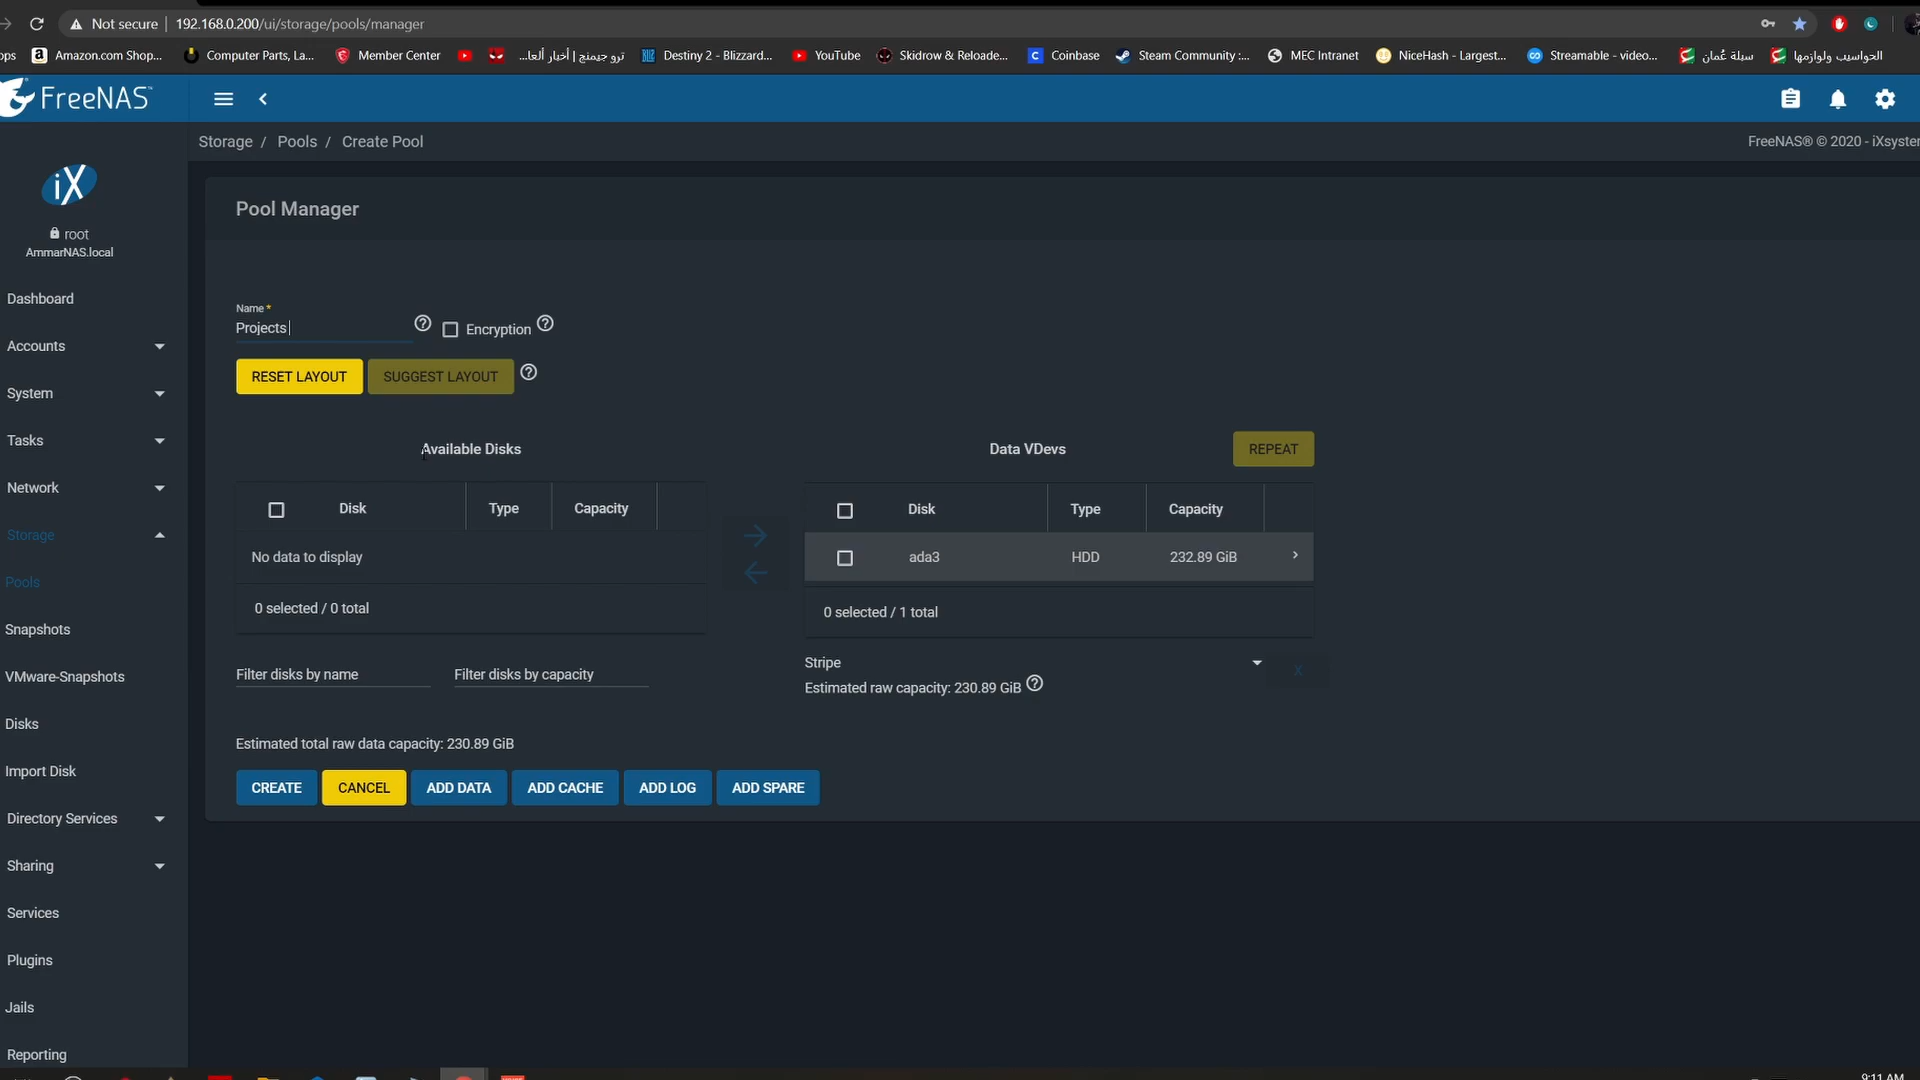 Not secure | 192.168.0.200/ui/storage/pools/manager
ops Amazon.com Shop... Computer Parts, La... Member Center ترو جيمنج | أخبار ألعا... Destiny 2 - Blizzard... YouTube Skidrow & Reloade... Coinbase Steam Community :... MEC Intranet NiceHash - Largest... Streamable - video... سبلة عُمان الحواسيب ولوازمها
FreeNAS™
Storage / Pools / Create Pool
FreeNAS® © 2020 - iXsyster
iX
root
AmmarNAS.local
Dashboard
Accounts
System
Tasks
Network
Storage
Pools
Snapshots
VMware-Snapshots
Disks
Import Disk
Directory Services
Sharing
Services
Plugins
Jails
Reporting
Pool Manager
Name *
Projects
Encryption
RESET LAYOUT SUGGEST LAYOUT
Available Disks
Disk Type Capacity
No data to display
0 selected / 0 total
Filter disks by name Filter disks by capacity
Data VDevs REPEAT
Disk Type Capacity
ada3 HDD 232.89 GiB
0 selected / 1 total
Stripe X
Estimated raw capacity: 230.89 GiB
Estimated total raw data capacity: 230.89 GiB
CREATE CANCEL ADD DATA ADD CACHE ADD LOG ADD SPARE
9:11 AM